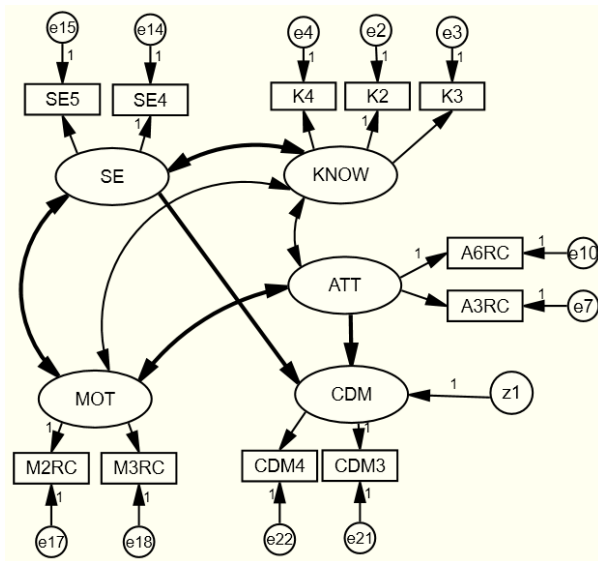 e15 e14 e4 e2 e3
1 1 1 1 1
SE5 SE4 K4 K2 K3
1 1
SE KNOW
A6RC 1 1 e10
ATT
A3RC 1 e7
MOT CDM 1 z1
1 1
M2RC M3RC CDM4 CDM3
1 1 1 1
e17 e18 e22 e21